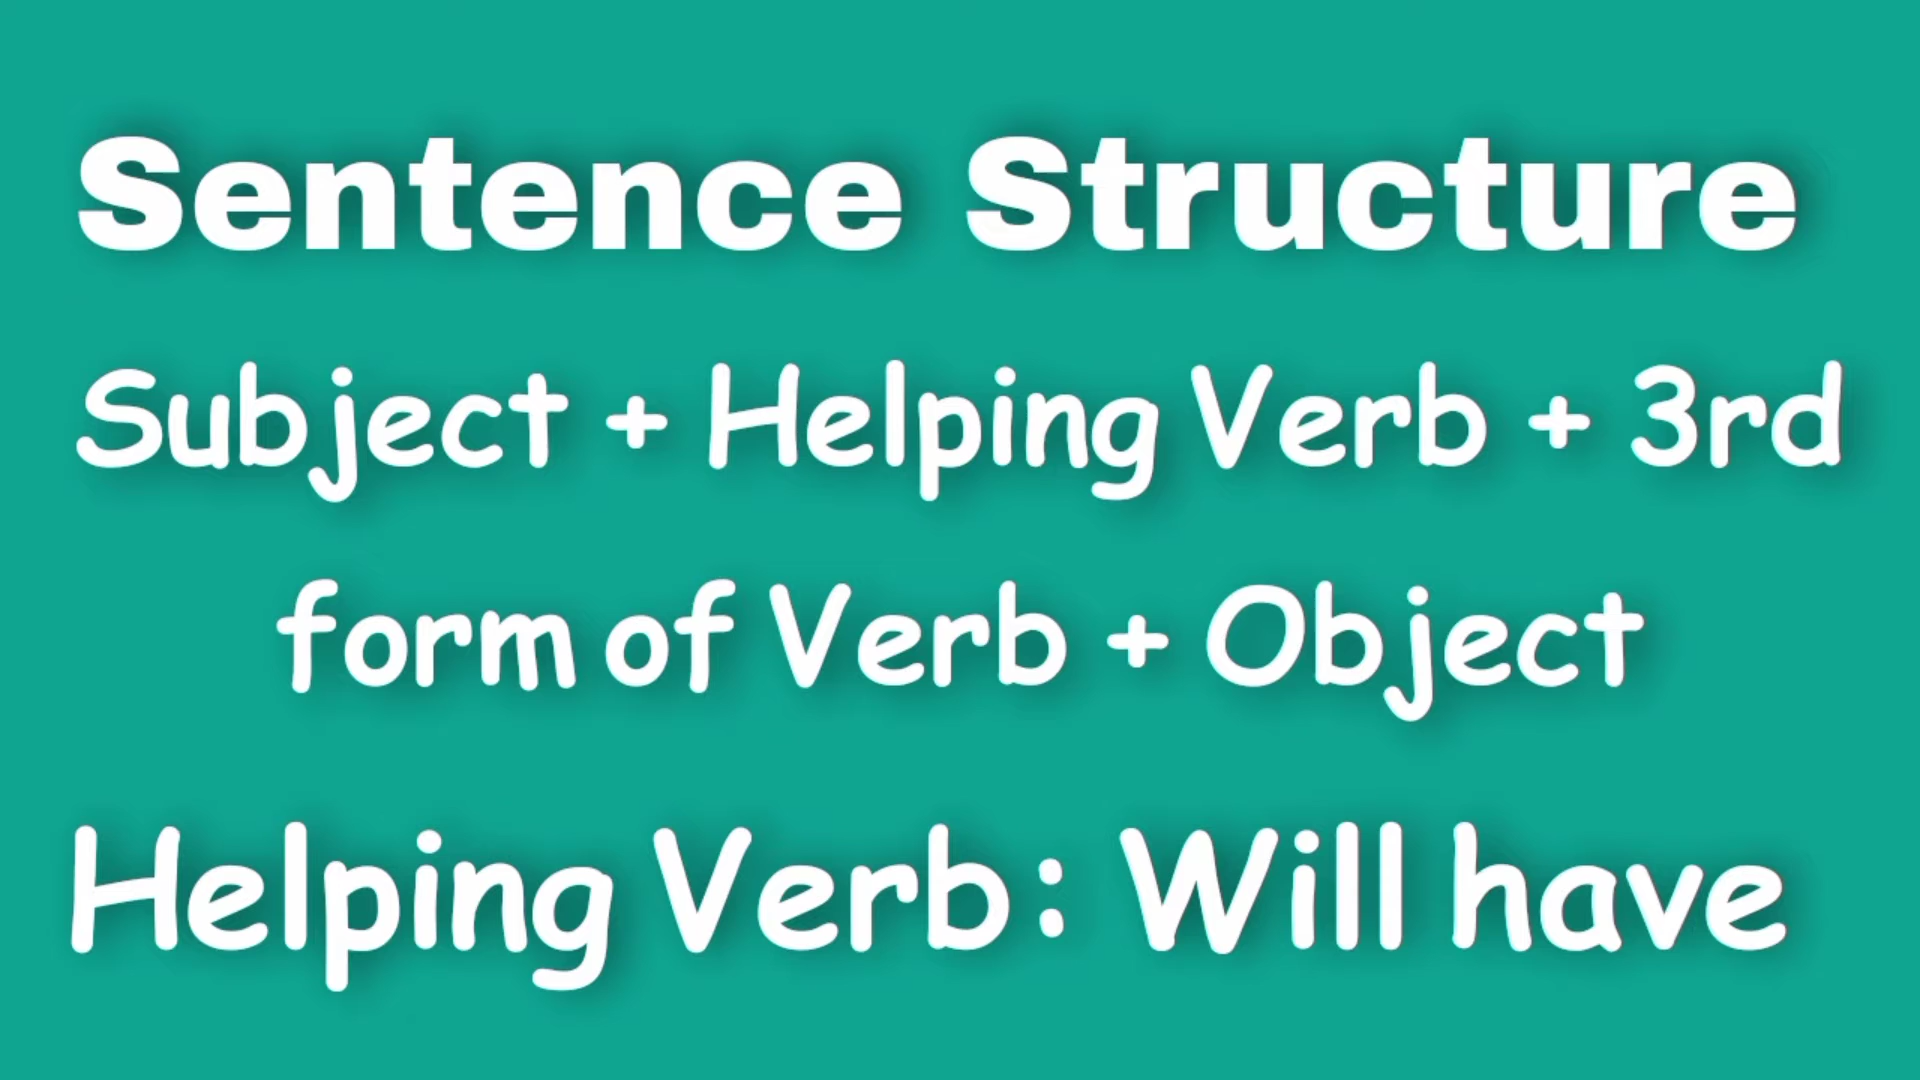 Sentence Structure
Subject + Helping Verb + 3rd
form of Verb + Object
Helping Verb: Will have